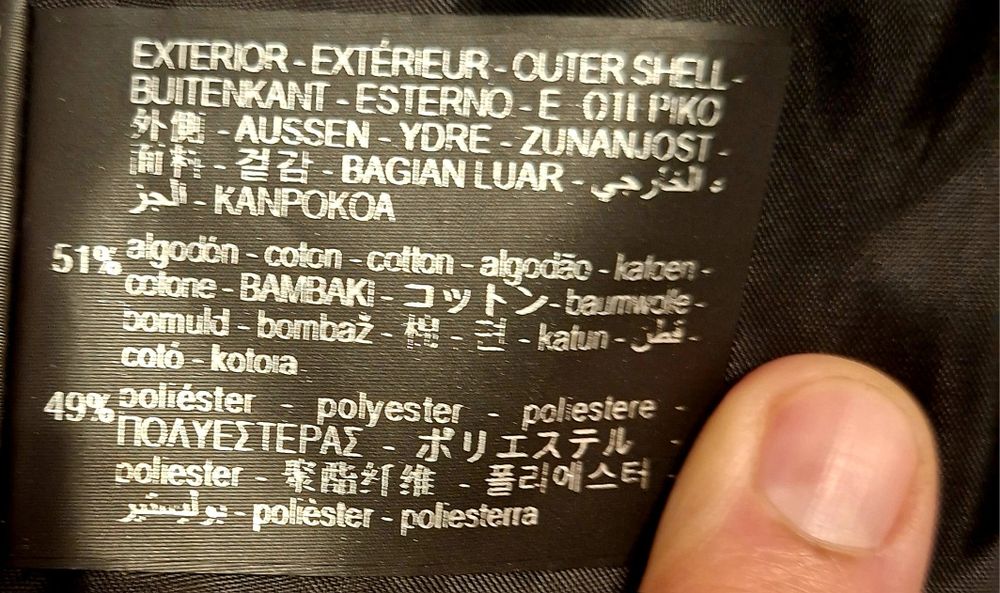 EXTERIOR - EXTÉRIEUR - OUTER SHELL -
BUITENKANT - ESTERNO -
外側 - AUSSEN - YDRE - ZUNANJOST -
面料 - 겉감 - BAGIAN LUAR -
- KANPOKOA
51% algodón - coton - cotton - algodão - katoen -
cotone - BAMBAKI - コットン - baumwolle -
bomuld - bombaž - 棉 - 면 - katun - قطن -
cotó - kotoia
49% poliéster - polyester - poliestere -
ΠΟΛΥΕΣΤΕΡΑΣ - ポリエステル -
poliester - 聚酯纤维 - 폴리에스터 -
بوليستير - polièster - poliesterra